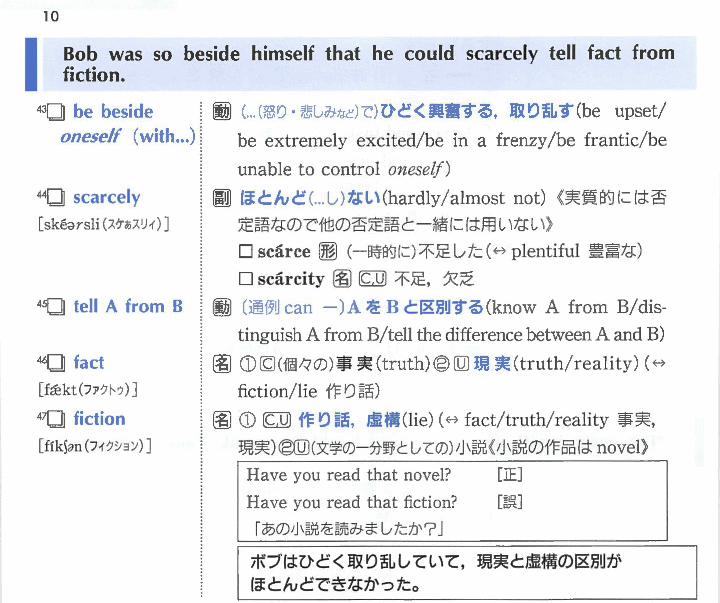 10
Bob was so beside himself that he could scarcely tell fact from
fiction.
43 be beside
oneself (with...)
動 (...(怒り・悲しみなど)で)ひどく興奮する，取り乱す(be upset/
be extremely excited/be in a frenzy/be frantic/be
unable to control oneself)
44 scarcely
[skéərsli(スケぁスリィ)]
副 ほとんど(...し)ない(hardly/almost not)《実質的には否
定語なので他の否定語と一緒には用いない》
□ scárce 形 (一時的に)不足した(↔ plentiful 豊富な)
□ scárcity 名 C,U 不足，欠乏
45 tell A from B
動 (通例 can ―)A を B と区別する(know A from B/dis-
tinguish A from B/tell the difference between A and B)
46 fact
[fǽkt(ファクトゥ)]
名 ① C(個々の)事実(truth)② U 現実(truth/reality)(↔
fiction/lie 作り話)
47 fiction
[fíkʃən(フィクション)]
名 ① C,U 作り話，虚構(lie)(↔ fact/truth/reality 事実，
現実)②U(文学の一分野としての)小説《小説の作品は novel》
Have you read that novel? [正]
Have you read that fiction? [誤]
「あの小説を読みましたか？」
ボブはひどく取り乱していて，現実と虚構の区別が
ほとんどできなかった。